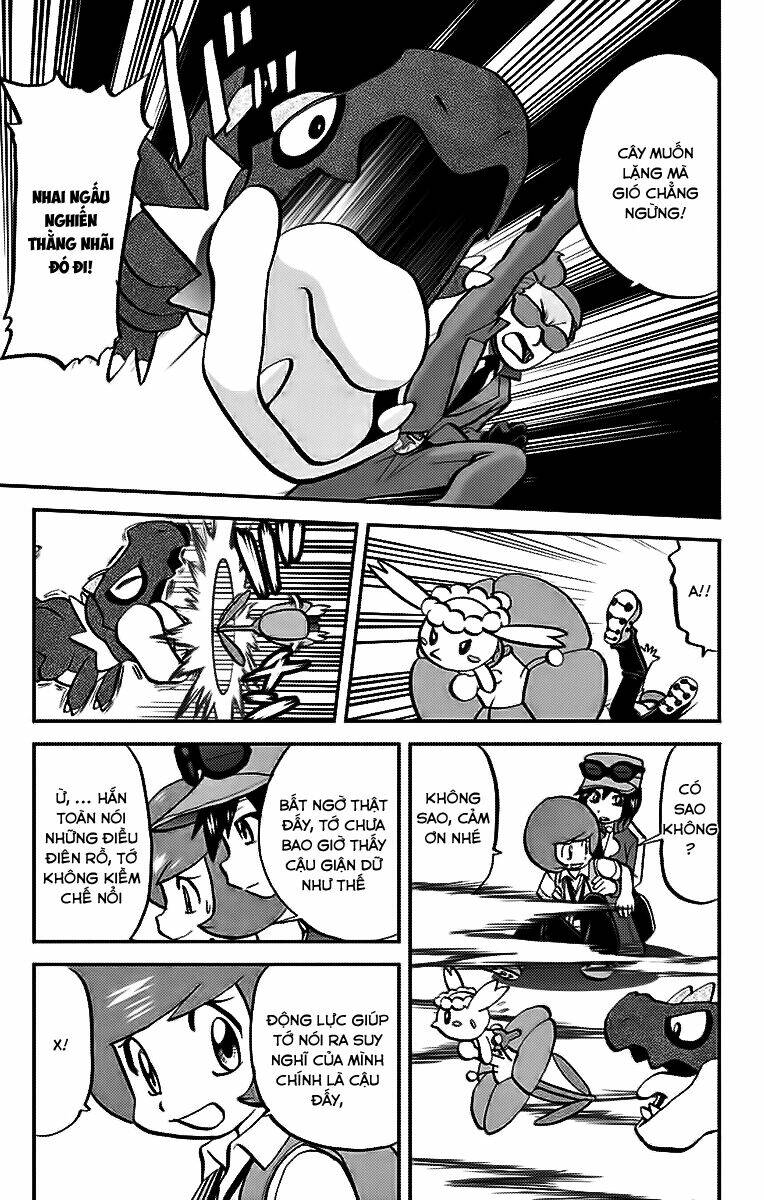 CÂY MUỐN
LẶNG MÀ
GIÓ CHẲNG
NGỪNG!
NHAI NGẤU
NGHIẾN
THẰNG NHÃI
ĐÓ ĐI!
A!!
CÓ
SAO
KHÔNG
?
KHÔNG
SAO, CẢM
ƠN NHÉ
BẤT NGỜ THẬT
ĐẤY, TỚ CHƯA
BAO GIỜ THẤY
CẬU GIẬN DỮ
NHƯ THẾ
Ừ, ... HẮN
TOÀN NÓI
NHỮNG ĐIỀU
ĐIÊN RỒ, TỚ
KHÔNG KIỀM
CHẾ NỔI
ĐỘNG LỰC GIÚP
TỚ NÓI RA SUY
NGHĨ CỦA MÌNH
CHÍNH LÀ CẬU
ĐẤY,
X!